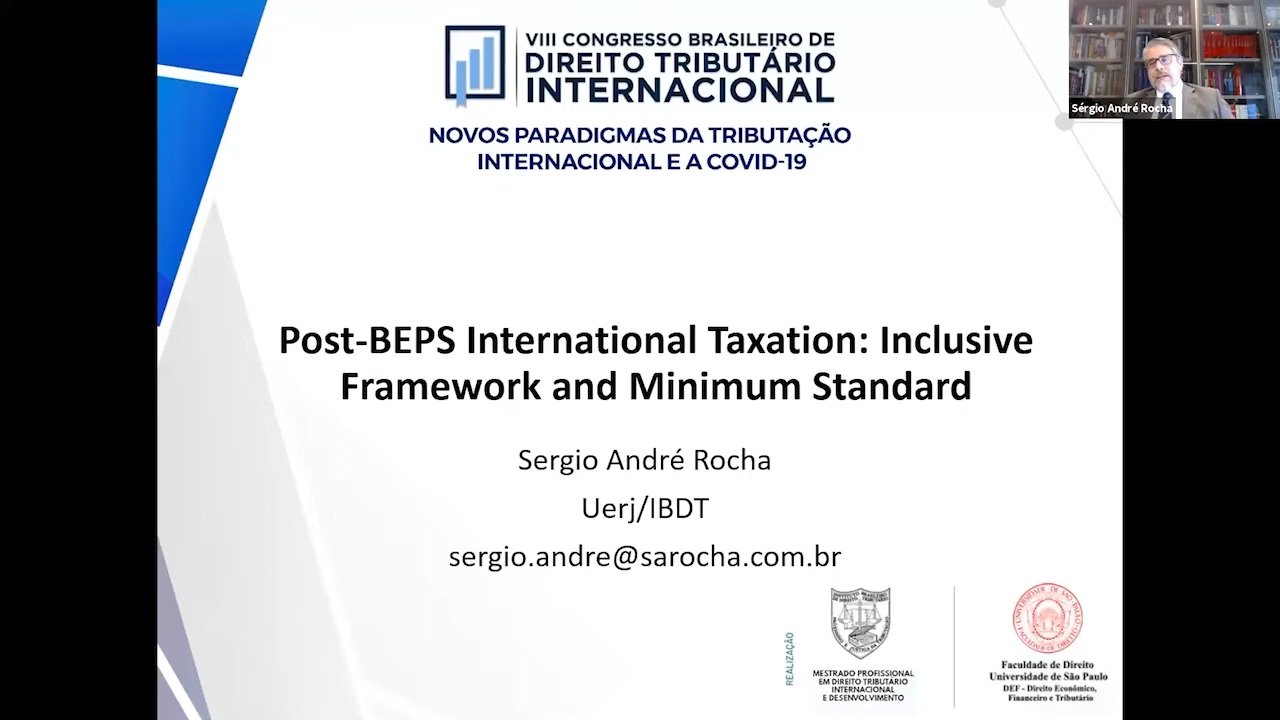 VIII CONGRESSO BRASILEIRO DE
DIREITO TRIBUTÁRIO
INTERNACIONAL
NOVOS PARADIGMAS DA TRIBUTAÇÃO
INTERNACIONAL E A COVID-19
Sérgio André Rocha
Post-BEPS International Taxation: Inclusive
Framework and Minimum Standard
Sergio André Rocha
Uerj/IBDT
sergio.andre@sarocha.com.br
REALIZAÇÃO
MESTRADO PROFISSIONAL
EM DIREITO TRIBUTÁRIO
INTERNACIONAL
E DESENVOLVIMENTO
Faculdade de Direito
Universidade de São Paulo
DEF - Direito Econômico,
Financeiro e Tributário